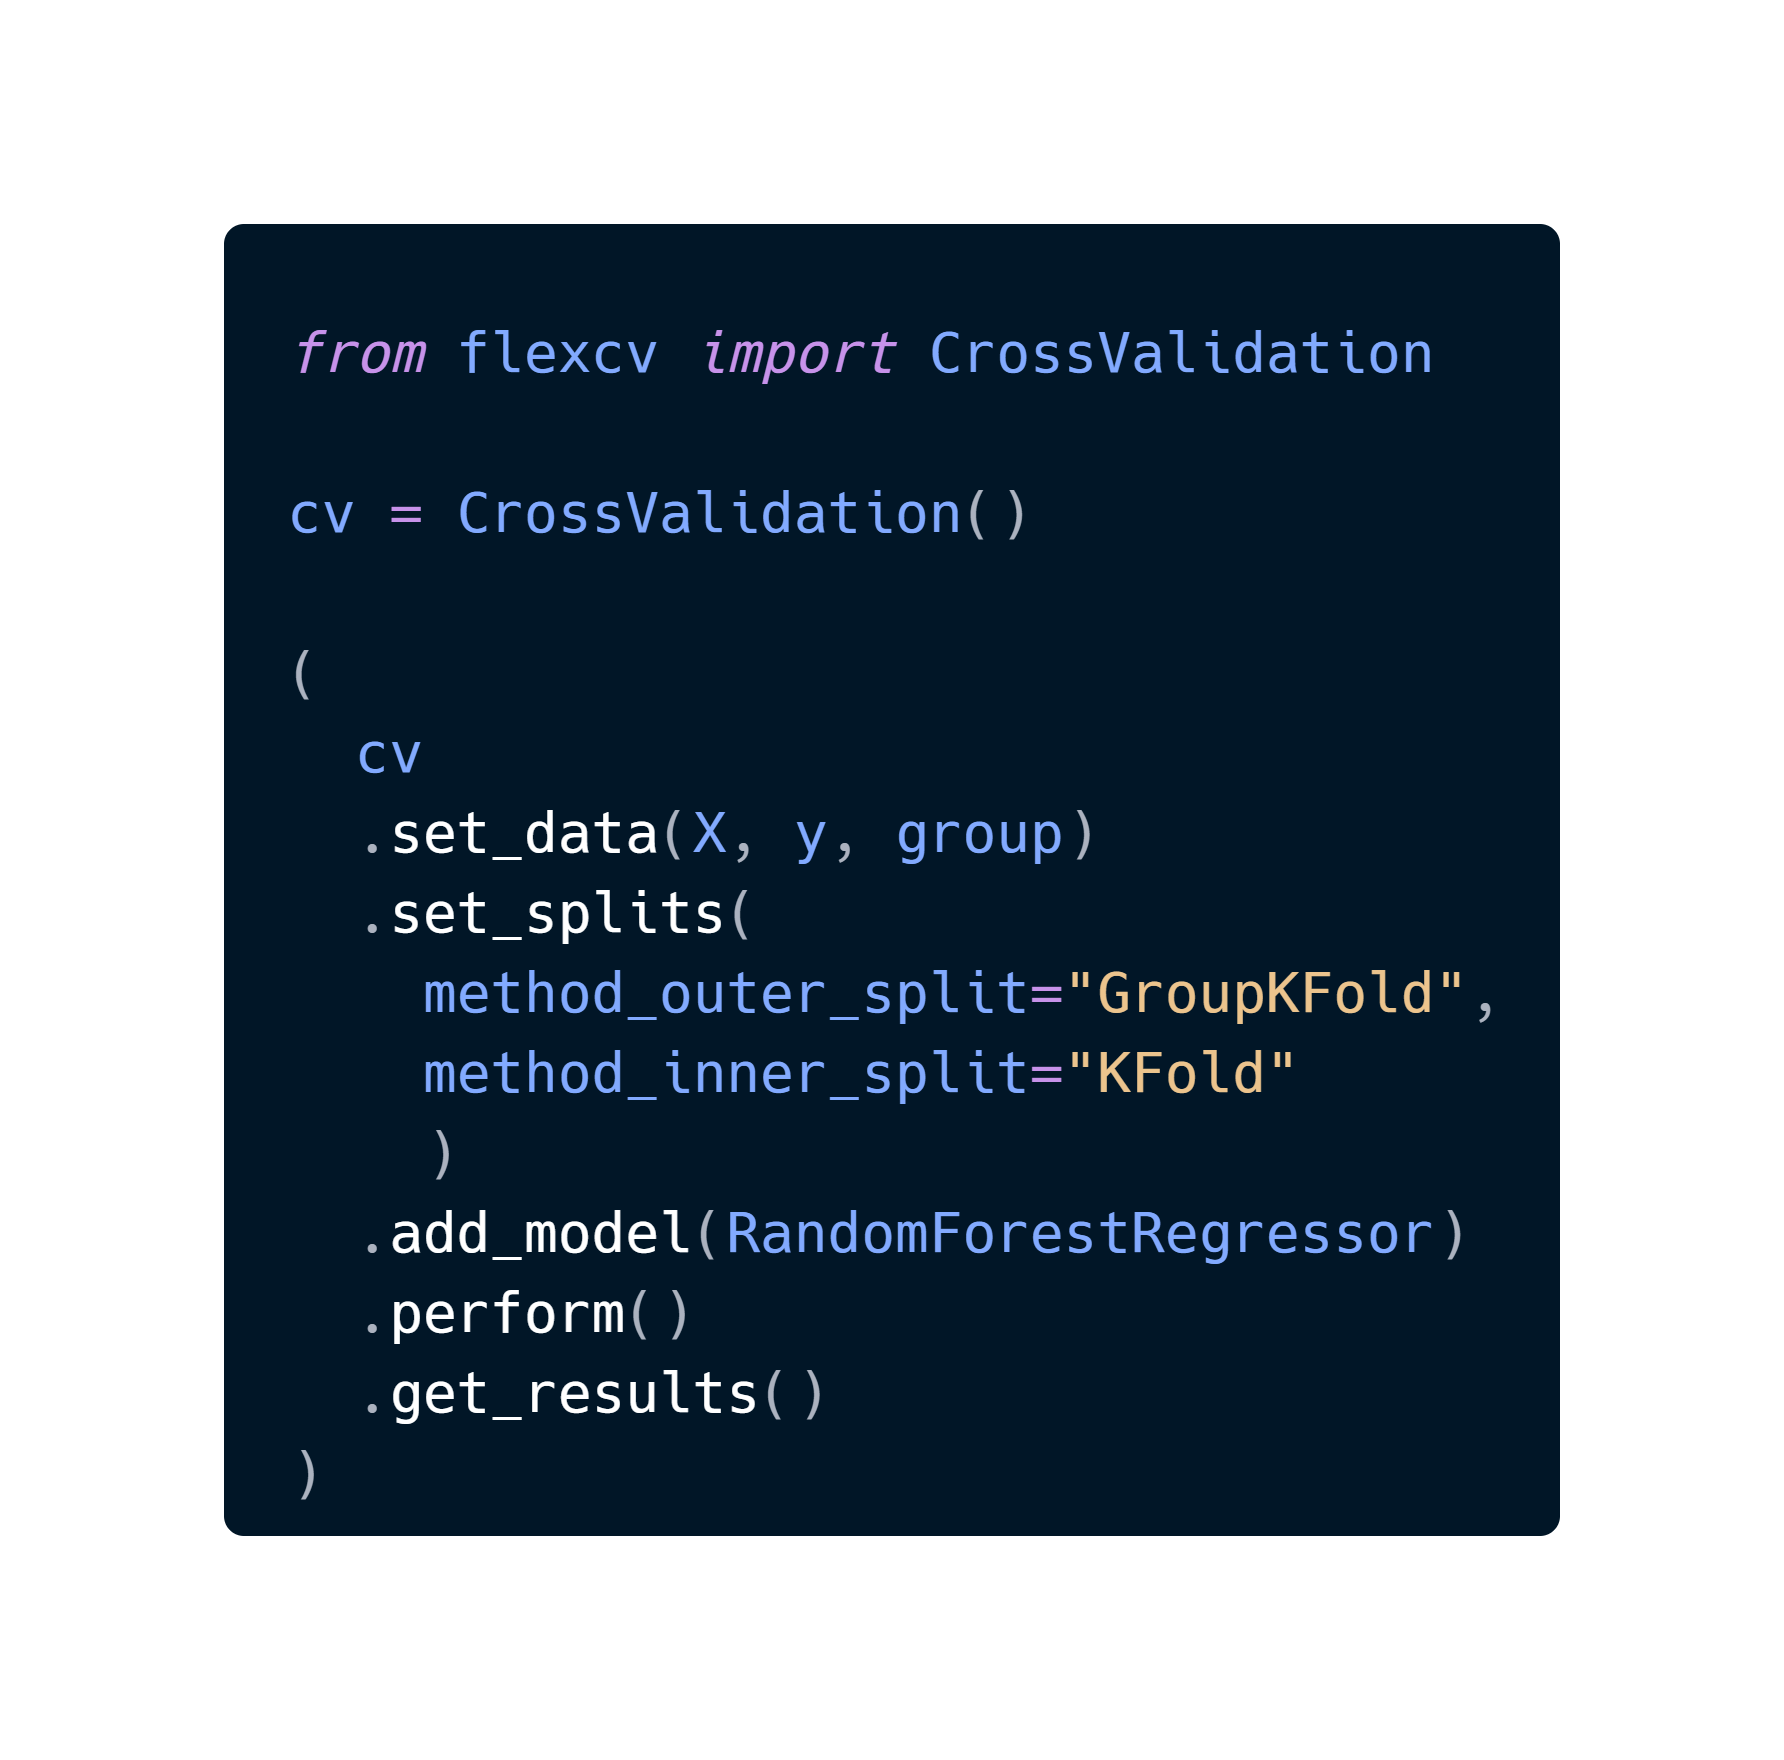 from flexcv import CrossValidation
cv = CrossValidation()
(
  cv
  .set_data(X, y, group)
  .set_splits(
    method_outer_split="GroupKFold",
    method_inner_split="KFold"
    )
  .add_model(RandomForestRegressor)
  .perform()
  .get_results()
)